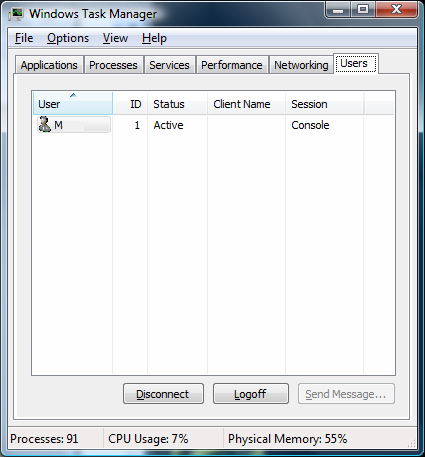 Windows Task Manager
File Options View Help
Applications Processes Services Performance Networking Users
User ID Status Client Name Session
M 1 Active Console
Disconnect Logoff Send Message...
Processes: 91 CPU Usage: 7% Physical Memory: 55%